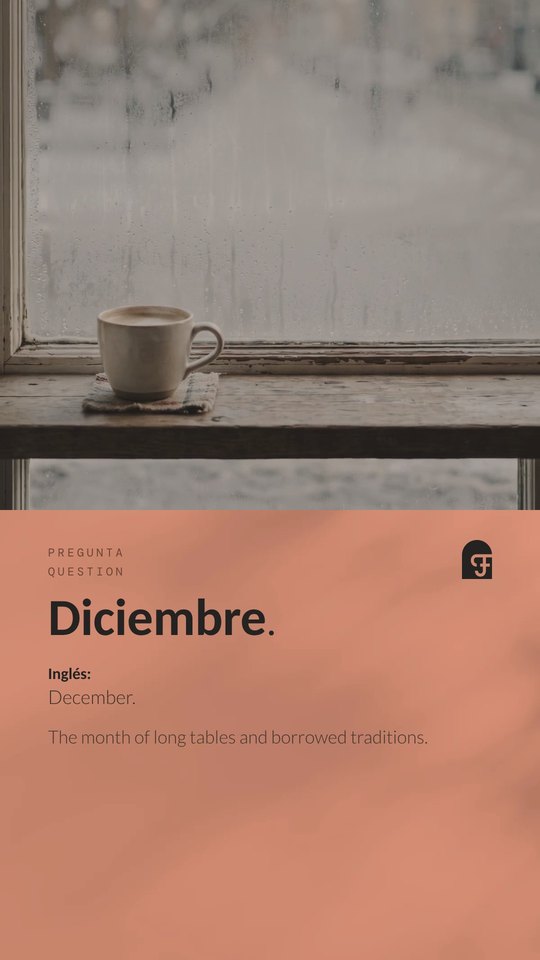 PREGUNTA
QUESTION
Diciembre.
Inglés:
December.
The month of long tables and borrowed traditions.